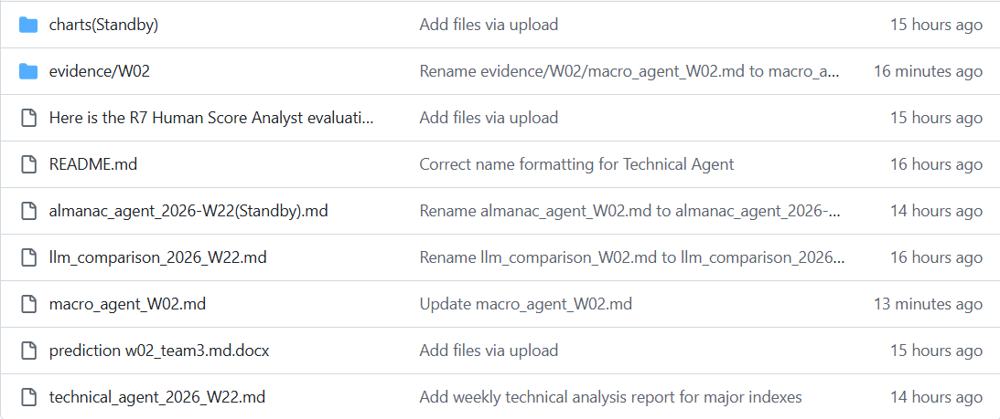 charts(Standby) Add files via upload 15 hours ago
evidence/W02 Rename evidence/W02/macro_agent_W02.md to macro_a... 16 minutes ago
Here is the R7 Human Score Analyst evaluati... Add files via upload 15 hours ago
README.md Correct name formatting for Technical Agent 16 hours ago
almanac_agent_2026-W22(Standby).md Rename almanac_agent_W02.md to almanac_agent_2026-... 14 hours ago
llm_comparison_2026_W22.md Rename llm_comparison_W02.md to llm_comparison_2026... 16 hours ago
macro_agent_W02.md Update macro_agent_W02.md 13 minutes ago
prediction w02_team3.md.docx Add files via upload 15 hours ago
technical_agent_2026_W22.md Add weekly technical analysis report for major indexes 14 hours ago